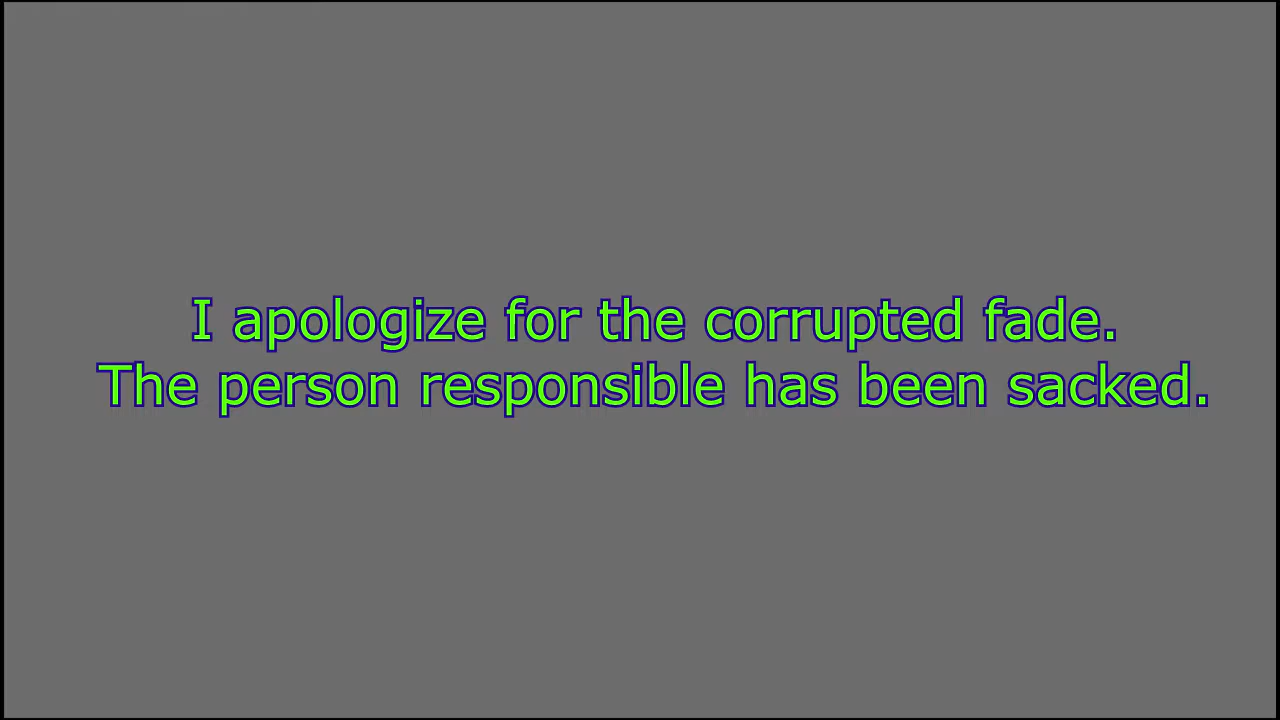 I apologize for the corrupted fade.
The person responsible has been sacked.